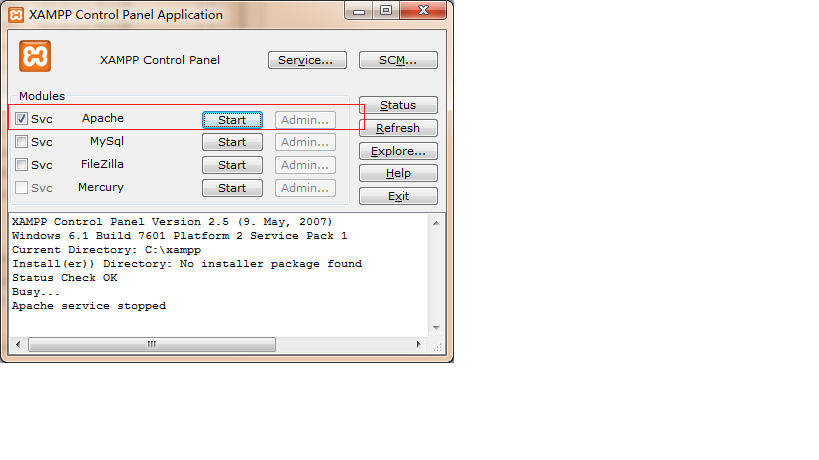 XAMPP Control Panel Application
XAMPP Control Panel
Service...
SCM...
Modules
Svc Apache Start Admin...
Svc MySql Start Admin...
Svc FileZilla Start Admin...
Svc Mercury Start Admin...
Status
Refresh
Explore...
Help
Exit
XAMPP Control Panel Version 2.5 (9. May, 2007)
Windows 6.1 Build 7601 Platform 2 Service Pack 1
Current Directory: C:\xampp
Install(er)) Directory: No installer package found
Status Check OK
Busy...
Apache service stopped